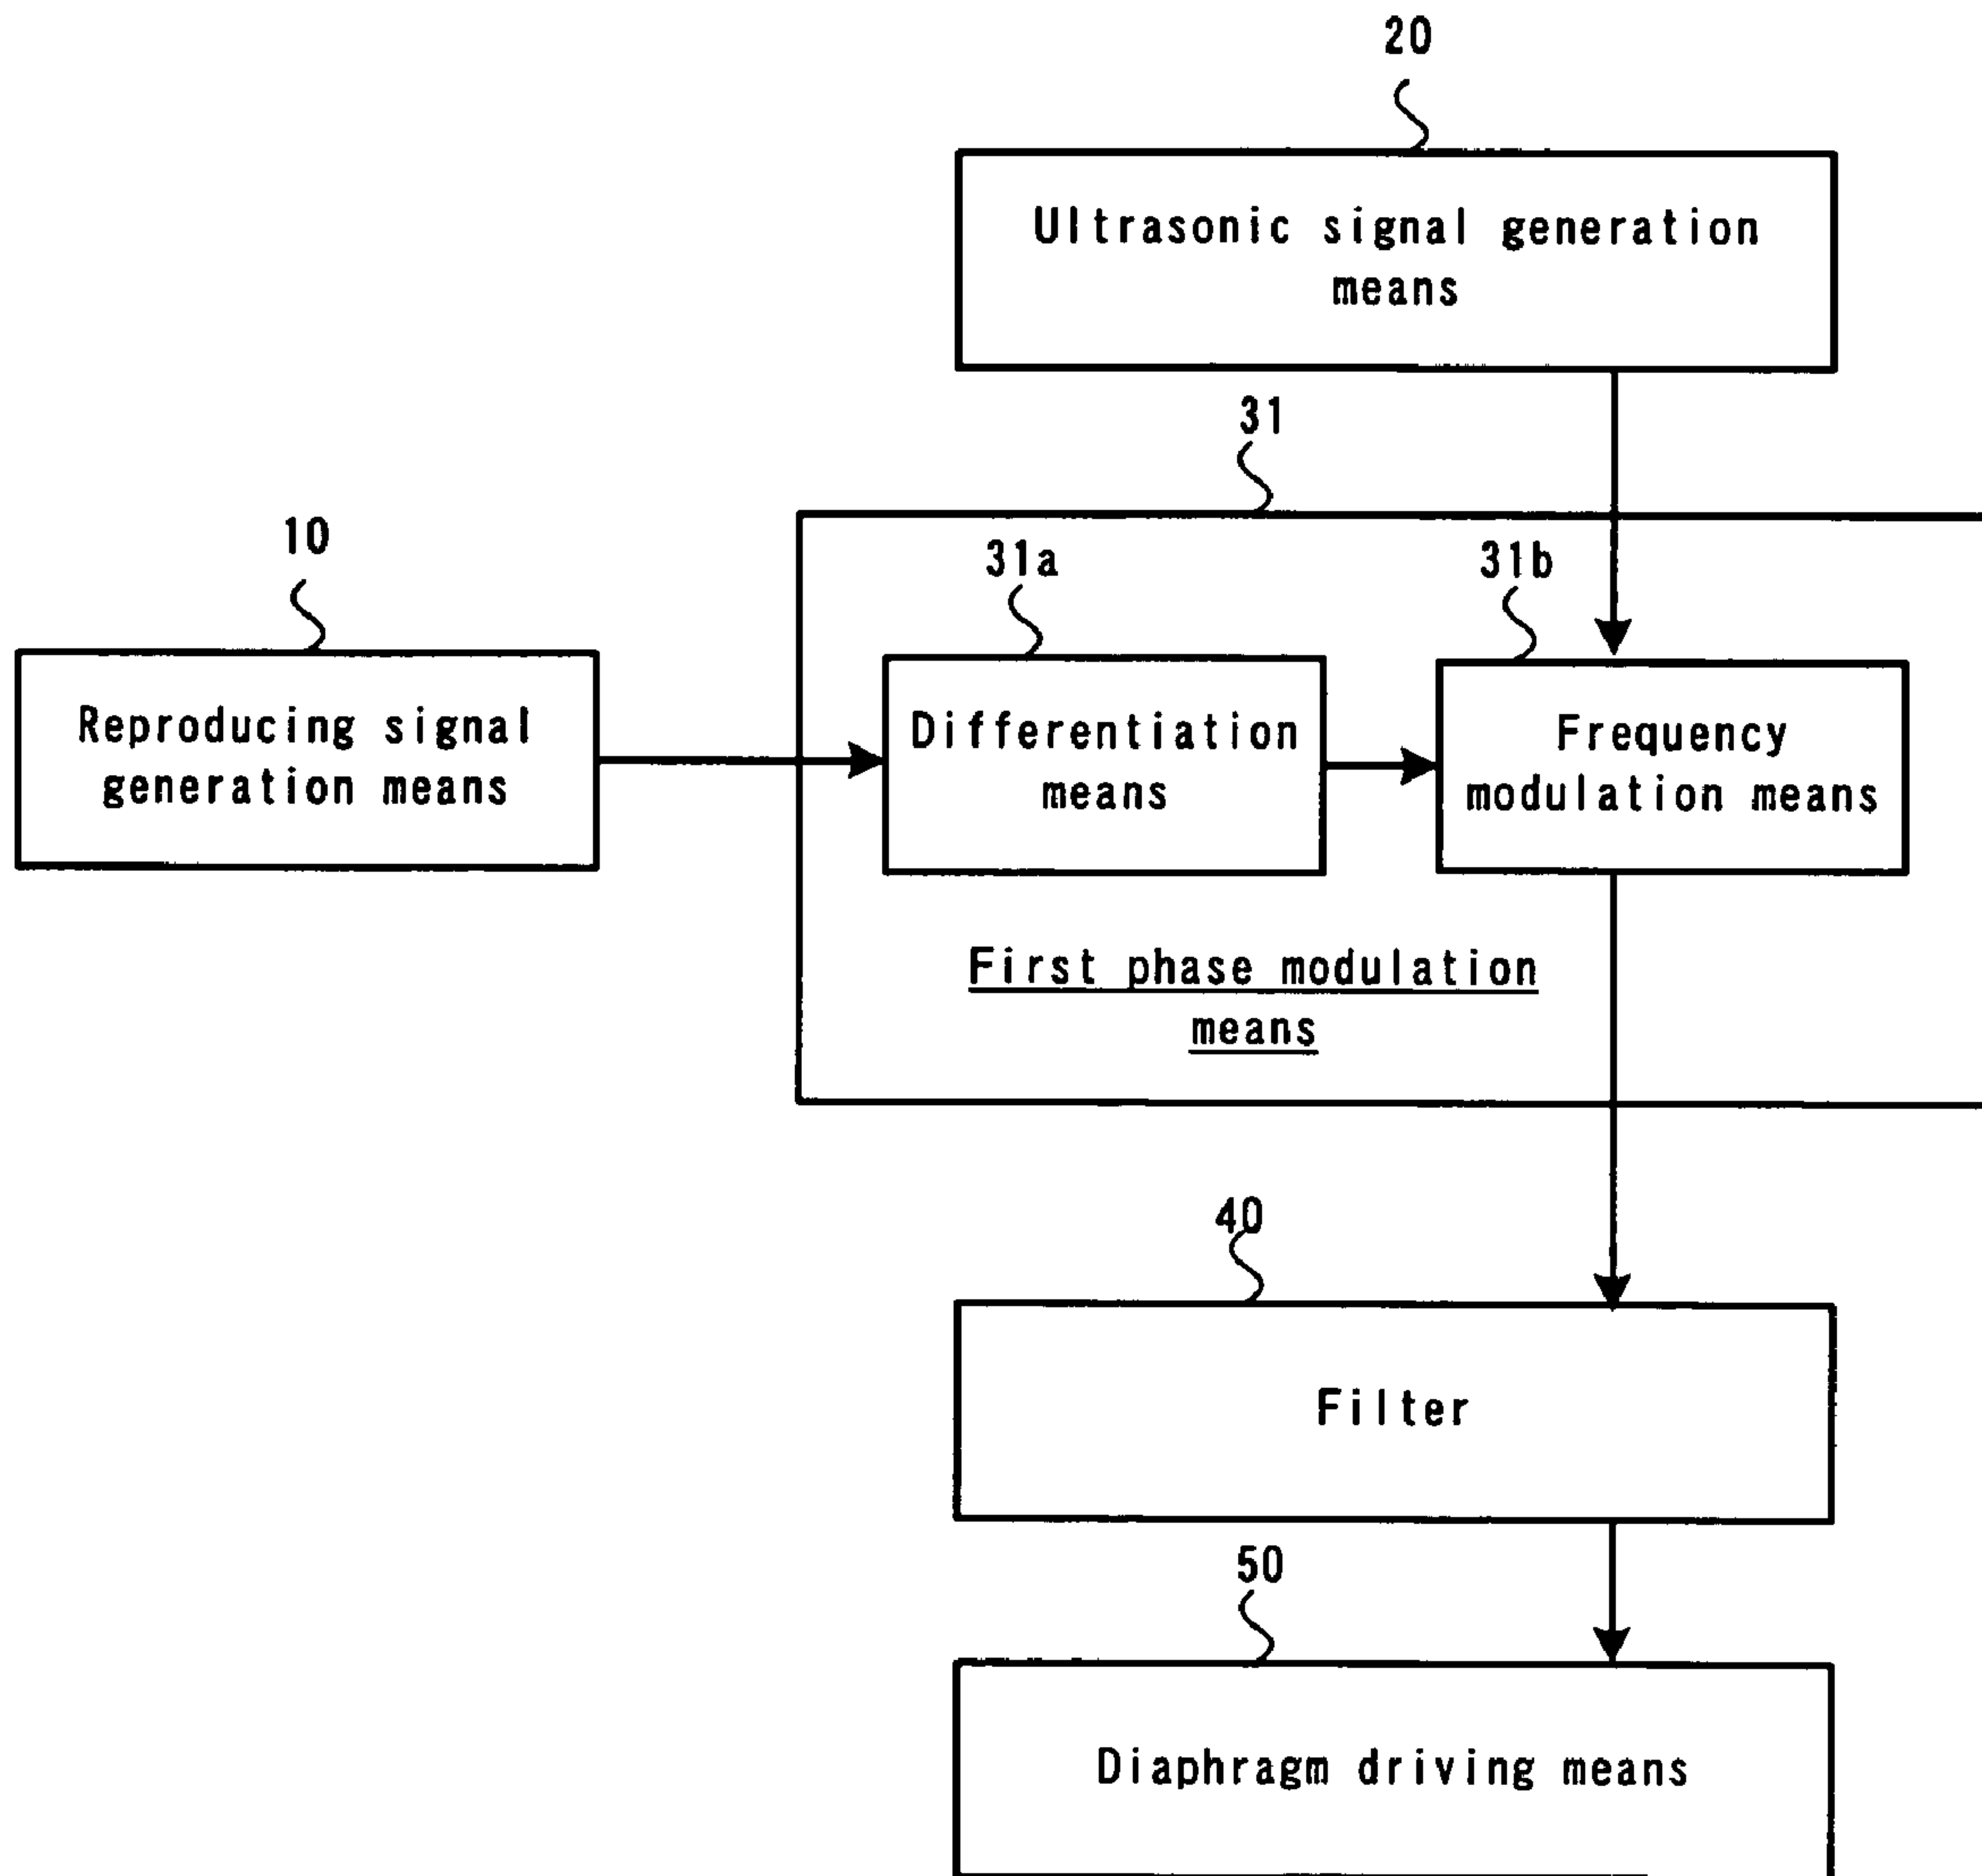 20
Ultrasonic signal generation
means
31
10
31a
31b
Reproducing signal
generation means
Differentiation
means
Frequency
modulation means
First phase modulation
means
40
Filter
50
Diaphragm driving means